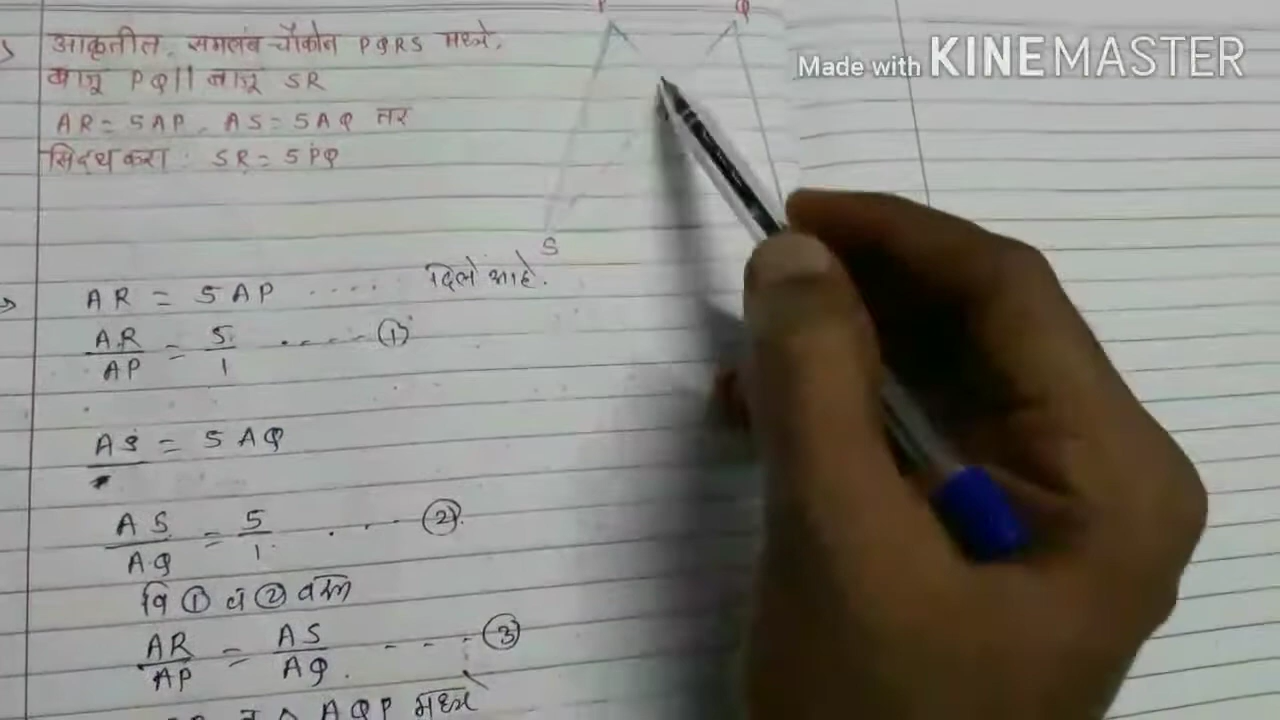 आकृतीत, समलंब चौकोन PQRS मध्ये,
बाजू PQ || बाजू SR
AR = 5AP, AS = 5AQ तर
सिद्ध करा: SR = 5PQ
P Q
S
Made with KINEMASTER
AR = 5AP .... दिले आहे.
AR/AP = 5/1 .... ①
AS = 5AQ
AS/AQ = 5/1 .... ②
वि ① व ② वरून
AR/AP = AS/AQ .... ③
व △ AQP मध्ये